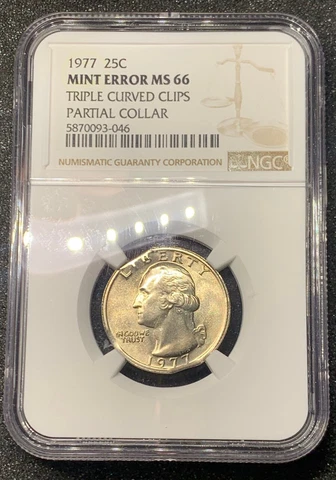 1977 25C
MINT ERROR MS 66
TRIPLE CURVED CLIPS
PARTIAL COLLAR
5870093-046
NUMISMATIC GUARANTY CORPORATION
NGC
LIBERTY
IN GOD WE
TRUST
1977